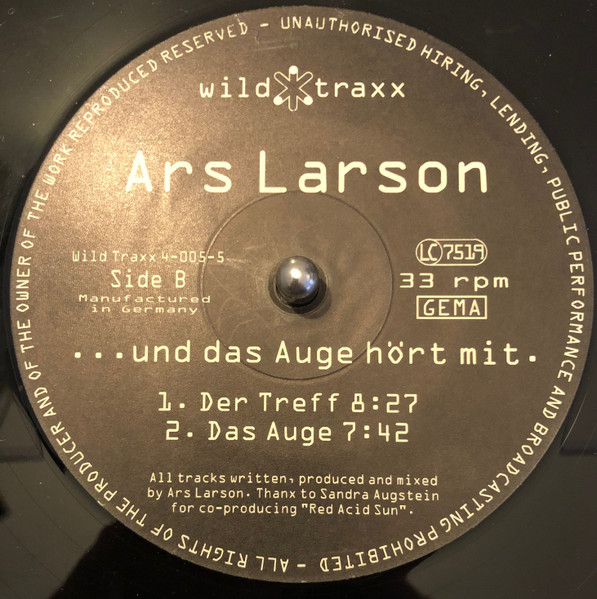 ALL RIGHTS OF THE PRODUCER AND OF THE OWNER OF THE WORK REPRODUCED RESERVED - UNAUTHORISED HIRING, LENDING, PUBLIC PERFORMANCE AND BROADCASTING PROHIBITED -
wild traxx
Ars Larson
Wild Traxx 4-005-5
Side B
Manufactured
in Germany
LC 7519
33 rpm
GEMA
...und das Auge hört mit.
1. Der Treff 8:27
2. Das Auge 7:42
All tracks written, produced and mixed
by Ars Larson. Thanx to Sandra Augstein
for co-producing "Red Acid Sun".